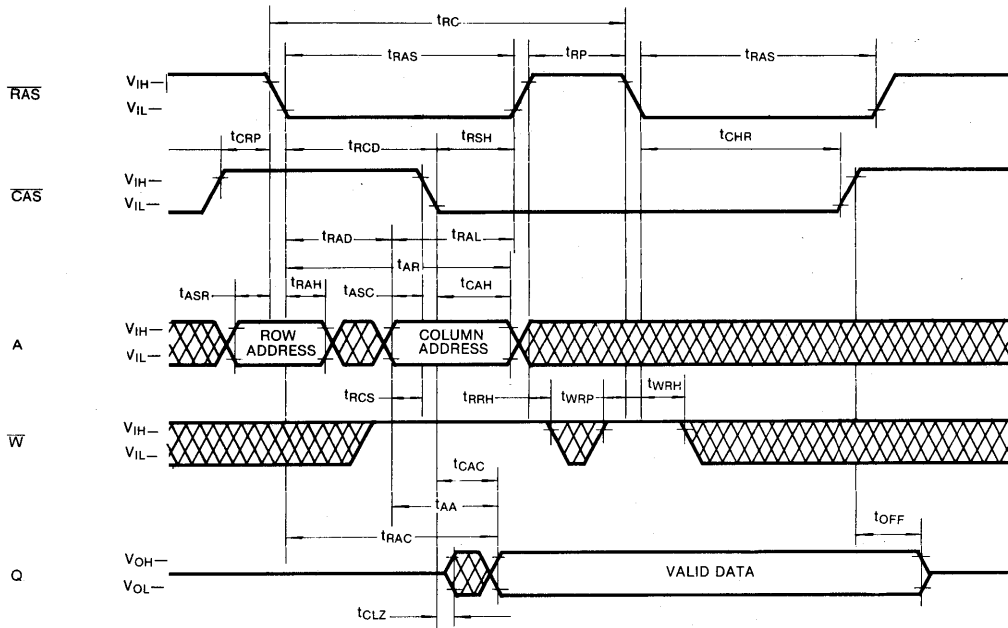 tRC
tRAS tRP tRAS
RAS VIH
VIL
tCRP tRCD tRSH tCHR
CAS VIH
VIL
tRAD tRAL
tAR
tASR tRAH tASC tCAH
A VIH ROW ADDRESS COLUMN ADDRESS
VIL
tRCS tRRH tWRP tWRH
W VIH
VIL
tCAC
tAA
tRAC tOFF
Q VOH VALID DATA
VOL
tCLZ